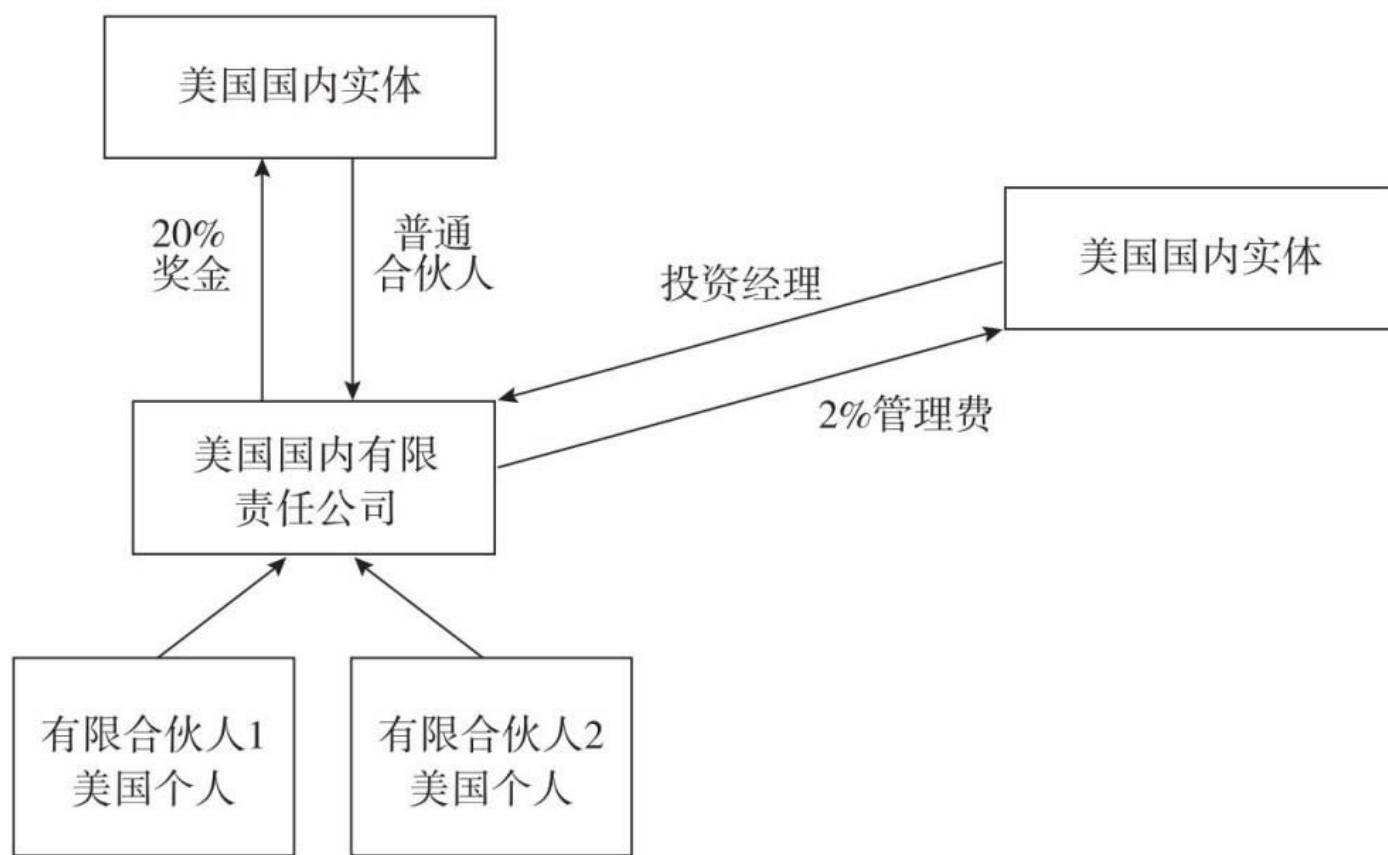 美国国内实体
20%
奖金
普通
合伙人
投资经理
美国国内实体
2%管理费
美国国内有限
责任公司
有限合伙人1
美国个人
有限合伙人2
美国个人